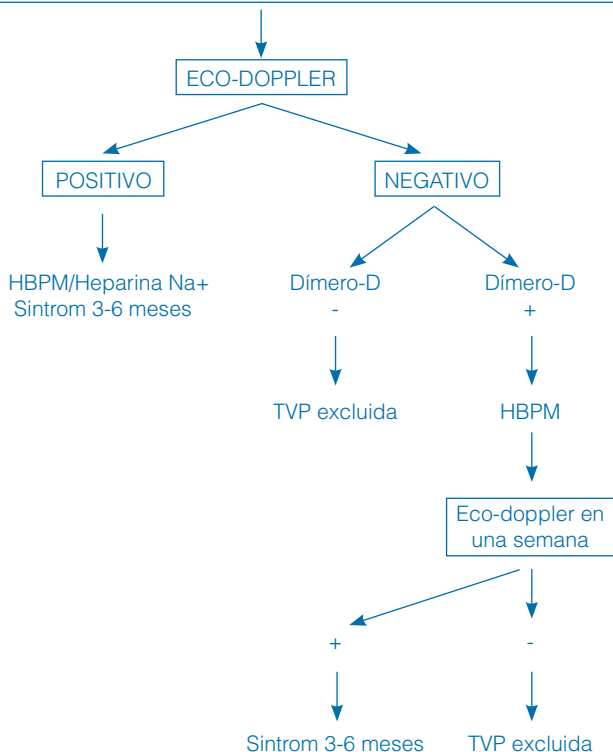 ECO-DOPPLER
POSITIVO
NEGATIVO
HBPM/Heparina Na+
Sintrom 3-6 meses
Dímero-D
-
Dímero-D
+
TVP excluida
HBPM
Eco-doppler en
una semana
+
-
Sintrom 3-6 meses
TVP excluida